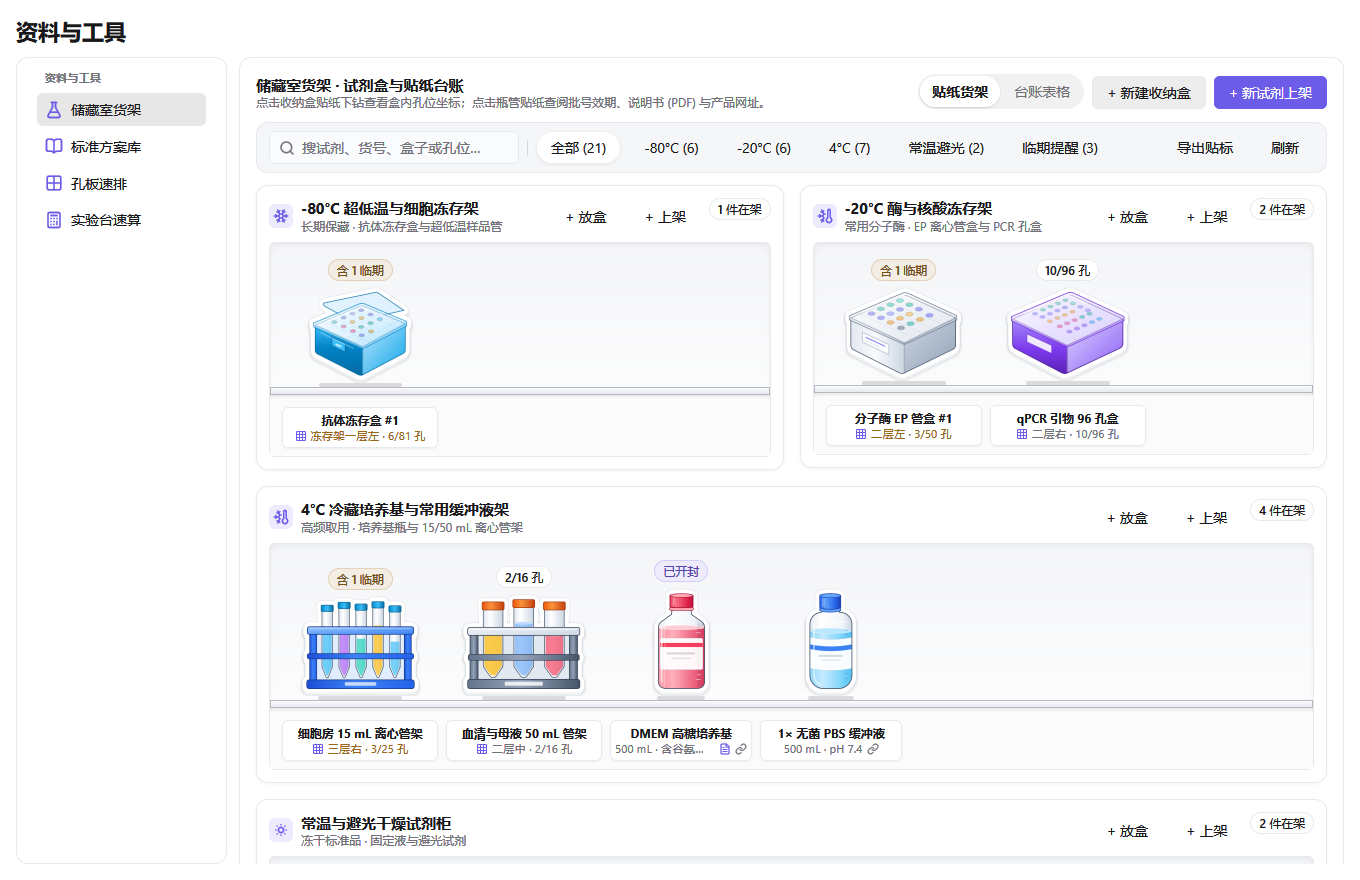 资料与工具
资料与工具
储藏室货架
标准方案库
孔板速排
实验台速算
储藏室货架 · 试剂盒与贴纸台账
点击收纳盒贴纸下钻查看盒内孔位坐标；点击瓶管贴纸查阅批号效期、说明书 (PDF) 与产品网址。
贴纸货架
台账表格
+ 新建收纳盒
+ 新试剂上架
搜试剂、货号、盒子或孔位...
全部 (21)
-80°C (6)
-20°C (6)
4°C (7)
常温避光 (2)
临期提醒 (3)
导出贴标
刷新
-80°C 超低温与细胞冻存架
长期保藏 · 抗体冻存盒与超低温样品管
+ 放盒
+ 上架
1 件在架
含 1 临期
抗体冻存盒 #1
冻存架一层左 · 6/81 孔
-20°C 酶与核酸冻存架
常用分子酶 · EP 离心管盒与 PCR 孔盒
+ 放盒
+ 上架
2 件在架
含 1 临期
10/96 孔
分子酶 EP 管盒 #1
二层左 · 3/50 孔
qPCR 引物 96 孔盒
二层右 · 10/96 孔
4°C 冷藏培养基与常用缓冲液架
高频取用 · 培养基瓶与 15/50 mL 离心管架
+ 放盒
+ 上架
4 件在架
含 1 临期
2/16 孔
已开封
细胞房 15 mL 离心管架
三层右 · 3/25 孔
血清与母液 50 mL 管架
二层中 · 2/16 孔
DMEM 高糖培养基
500 mL · 含谷氨...
1× 无菌 PBS 缓冲液
500 mL · pH 7.4
常温与避光干燥试剂柜
冻干标准品 · 固定液与避光试剂
+ 放盒
+ 上架
2 件在架